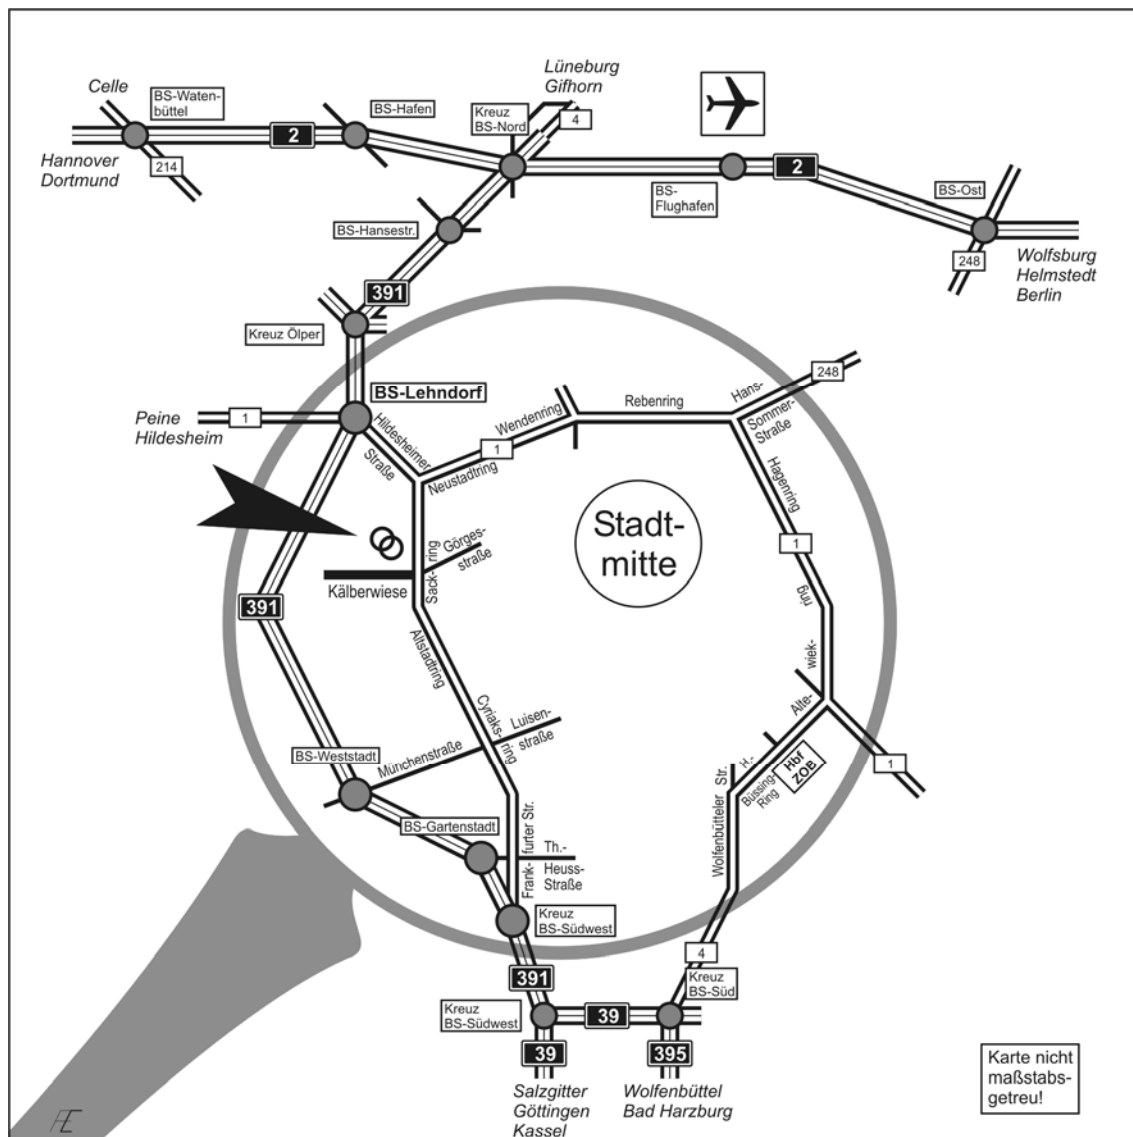 Lüneburg
Gifhorn
Celle
BS-Waten-
büttel
BS-Hafen
Kreuz
BS-Nord
4
2
2
Hannover
Dortmund
214
BS-
Flughafen
BS-Ost
BS-Hansestr.
248
Wolfsburg
Helmstedt
Berlin
391
Kreuz Ölper
BS-Lehndorf
Peine
Hildesheim
1
Hildesheimer
Straße
Wendenring
1
Neustadtring
Rebenring
Hans-
Sommer-
Straße
248
Hagenring
1
ring
wiek-
Alte-
Stadt-
mitte
Görges-
straße
Sack-
ring
Kälberwiese
391
Altstadtring
Cyriaks-
ring
Luisen-
straße
BS-Weststadt
Münchenstraße
H.-
Büssing-
Ring
Hbf
ZOB
1
Wolfenbütteler Str.
BS-Gartenstadt
Frank-
furter Str.
Th.-
Heuss-
Straße
Kreuz
BS-Südwest
391
4
Kreuz
BS-Süd
Kreuz
BS-Südwest
39
39
395
Salzgitter
Göttingen
Kassel
Wolfenbüttel
Bad Harzburg
Karte nicht
maßstabs-
getreu!